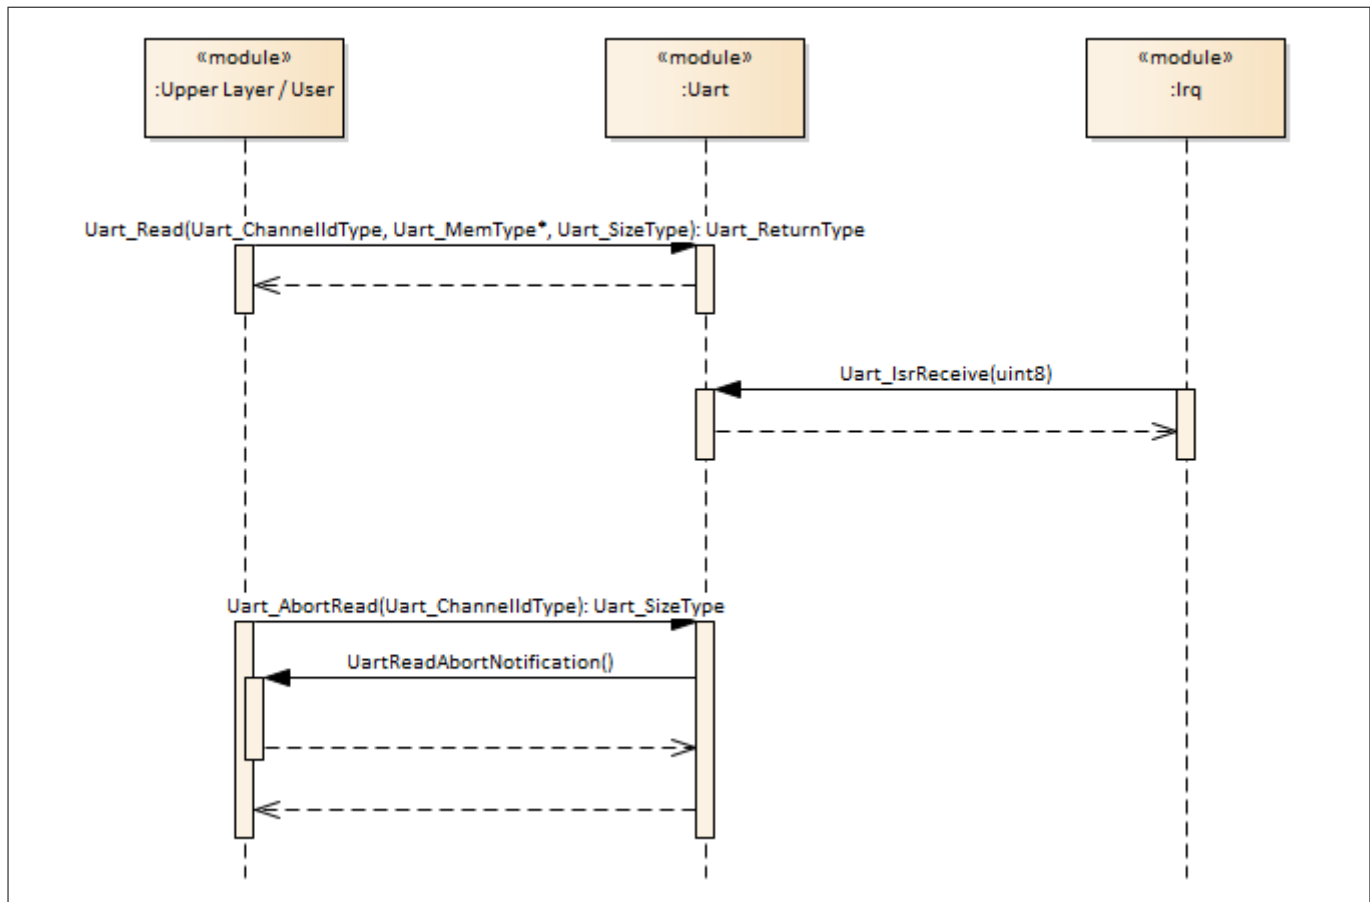 «module»
:Upper Layer / User
«module»
:Uart
«module»
:Irq
Uart_Read(Uart_ChannelIdType, Uart_MemType*, Uart_SizeType): Uart_ReturnType
Uart_IsrReceive(uint8)
Uart_AbortRead(Uart_ChannelIdType): Uart_SizeType
UartReadAbortNotification()